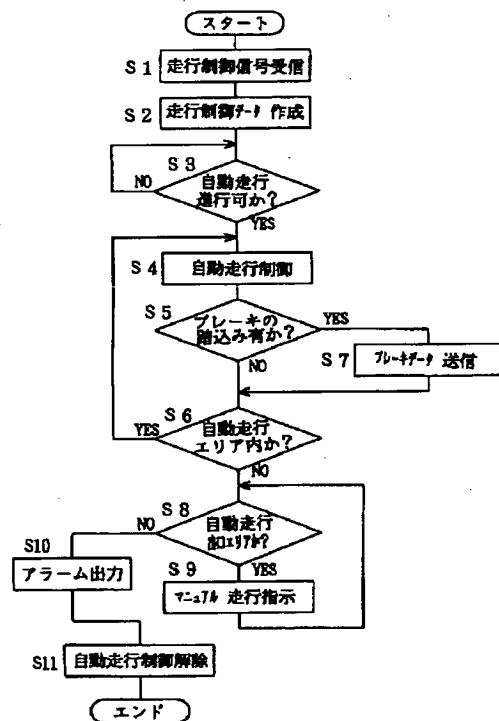 スタート
S1 走行制御信号受信
S2 走行制御データ 作成
S3
NO 自動走行
進行可か?
YES
S4 自動走行制御
S5 ブレーキの
踏込み有か?
YES
NO
S7 ブレーキデータ 送信
S6
自動走行
YES エリア内か?
NO
S8
NO 自動走行
エリアか?
S10
アラーム出力
S9 YES
マニュアル 走行指示
S11 自動走行制御解除
エンド